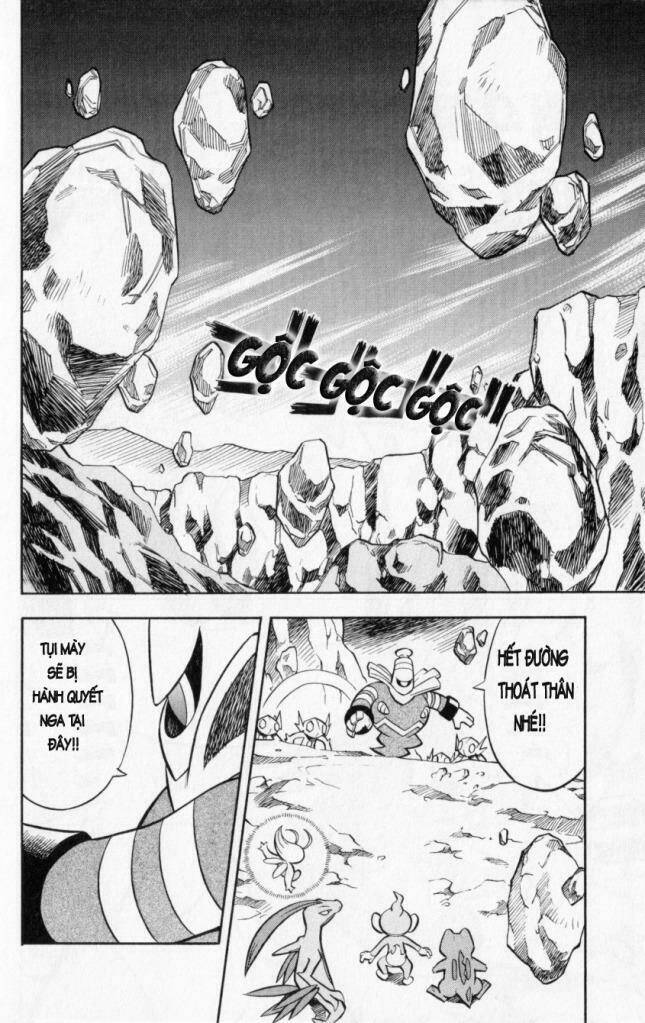 GỘC GỘC GỘC!!
HẾT ĐƯỜNG
THOÁT THÂN
NHÉ!!
TỤI MÀY
SẼ BỊ
HÀNH QUYẾT
NGA TẠI
ĐÂY!!